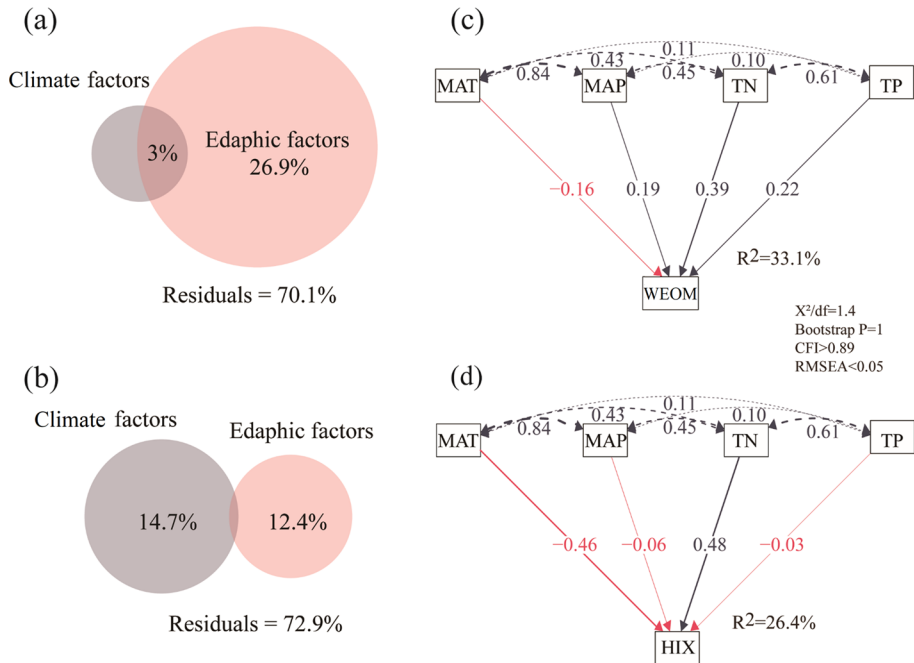 (a)
Climate factors
3%
Edaphic factors
26.9%
Residuals = 70.1%
(b)
Climate factors
Edaphic factors
14.7%
12.4%
Residuals = 72.9%
(c)
0.11
0.43
0.10
0.84
0.45
0.61
MAT
MAP
TN
TP
−0.16
0.19
0.39
0.22
R2=33.1%
WEOM
X²/df=1.4
Bootstrap P=1
CFI>0.89
RMSEA<0.05
(d)
0.11
0.43
0.10
0.84
0.45
0.61
MAT
MAP
TN
TP
−0.46
−0.06
0.48
−0.03
R2=26.4%
HIX